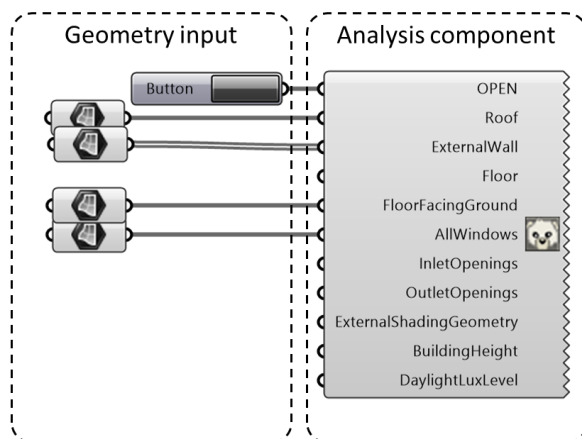 Geometry input
Analysis component
Button
OPEN
Roof
ExternalWall
Floor
FloorFacingGround
AllWindows
InletOpenings
OutletOpenings
ExternalShadingGeometry
BuildingHeight
DaylightLuxLevel